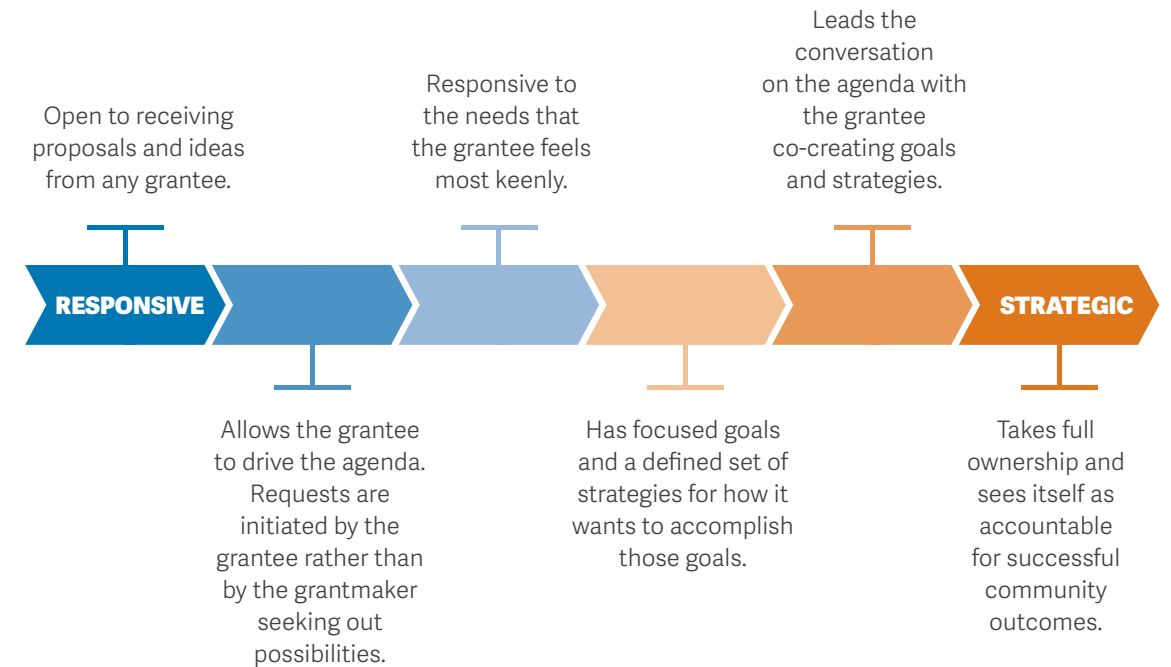 Open to receiving
proposals and ideas
from any grantee.
Responsive to
the needs that
the grantee feels
most keenly.
Leads the
conversation
on the agenda with
the grantee
co-creating goals
and strategies.
RESPONSIVE
STRATEGIC
Allows the grantee
to drive the agenda.
Requests are
initiated by the
grantee rather than
by the grantmaker
seeking out
possibilities.
Has focused goals
and a defined set of
strategies for how it
wants to accomplish
those goals.
Takes full
ownership and
sees itself as
accountable
for successful
community
outcomes.